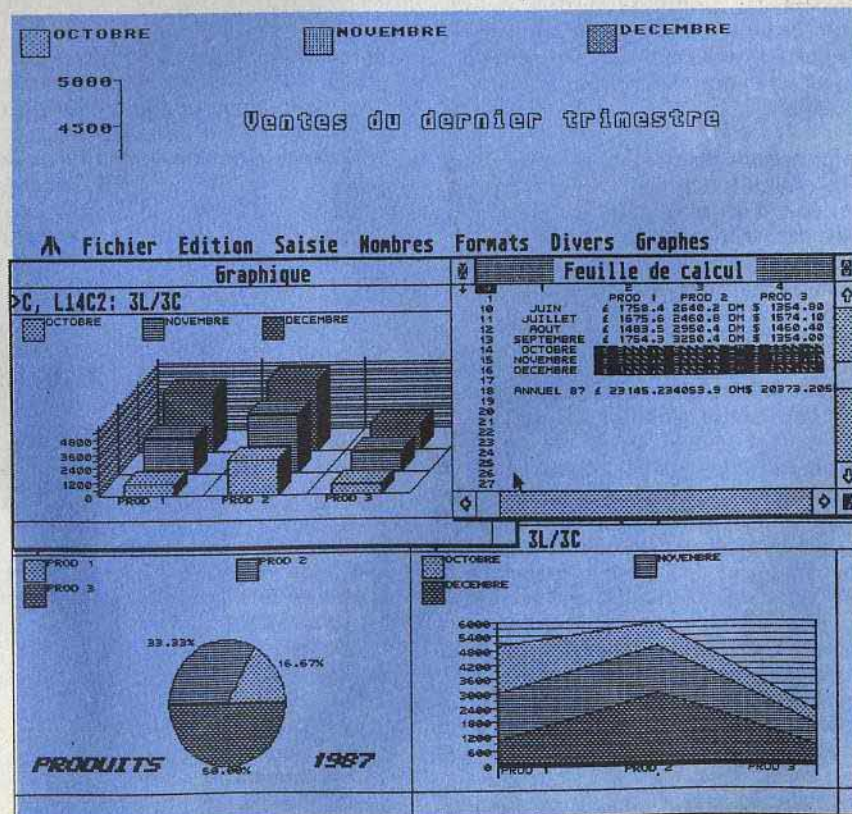 OCTOBRE NOVEMBRE DECEMBRE
5000
4500
Ventes du dernier trimestre
Fichier Edition Saisie Nombres Formats Divers Graphes
Graphique
>C, L14C2: 3L/3C
OCTOBRE NOVEMBRE DECEMBRE
4800
3600
2400
1200
0
PROD 1 PROD 2 PROD 3
Feuille de calcul
1 2 3 4
1 PROD 1 PROD 2 PROD 3
10 JUIN £ 1758.4 2640.2 DM $ 1354.80
11 JUILLET £ 1675.6 2460.8 DM $ 1574.10
12 AOUT £ 1483.5 2950.4 DM $ 1460.40
13 SEPTEMBRE £ 1754.3 3250.4 DM $ 1354.00
14 OCTOBRE
15 NOVEMBRE
16 DECEMBRE
17
18 ANNUEL 87 £ 23145.234053.9 DM$ 20373.205
19
20
21
22
23
24
25
26
27
3L/3C
PROD 1 PROD 2
PROD 3
33.33%
16.67%
50.00%
PRODUITS 1987
OCTOBRE NOVEMBRE
DECEMBRE
6000
5400
4800
4200
3600
3000
2400
1800
1200
600
0
PROD 1 PROD 2 PROD 3